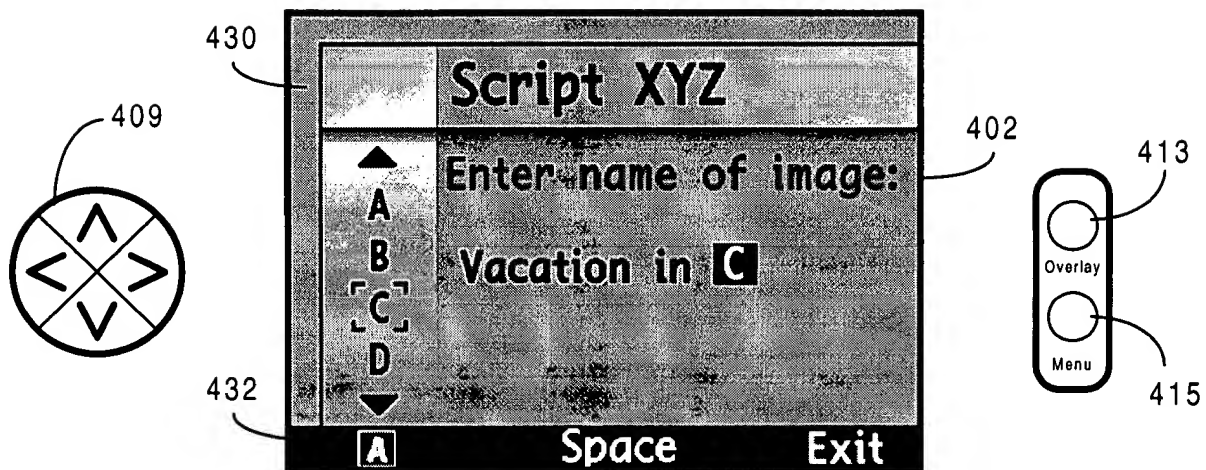 430
409
402
413
415
432
Script XYZ
Enter name of image:
Vacation in C
A
B
C
D
A Space Exit
Overlay
Menu